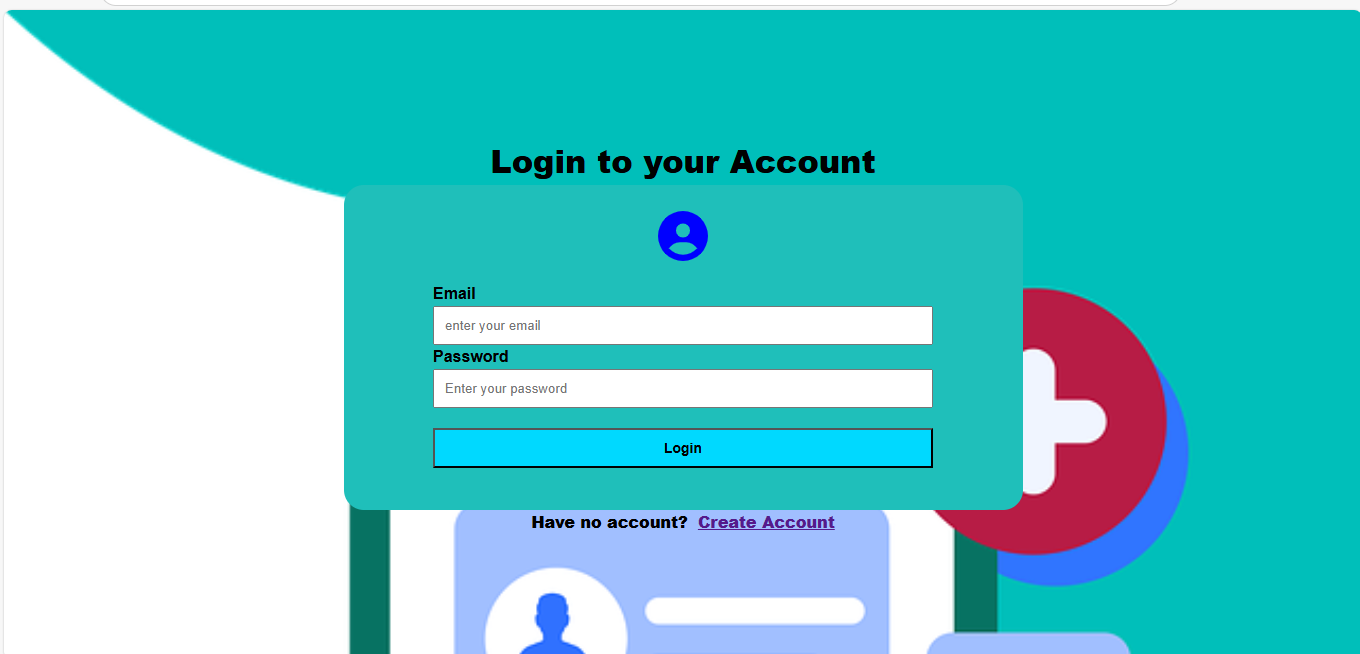 Login to your Account
Email
enter your email
Password
Enter your password
Login
Have no account? Create Account